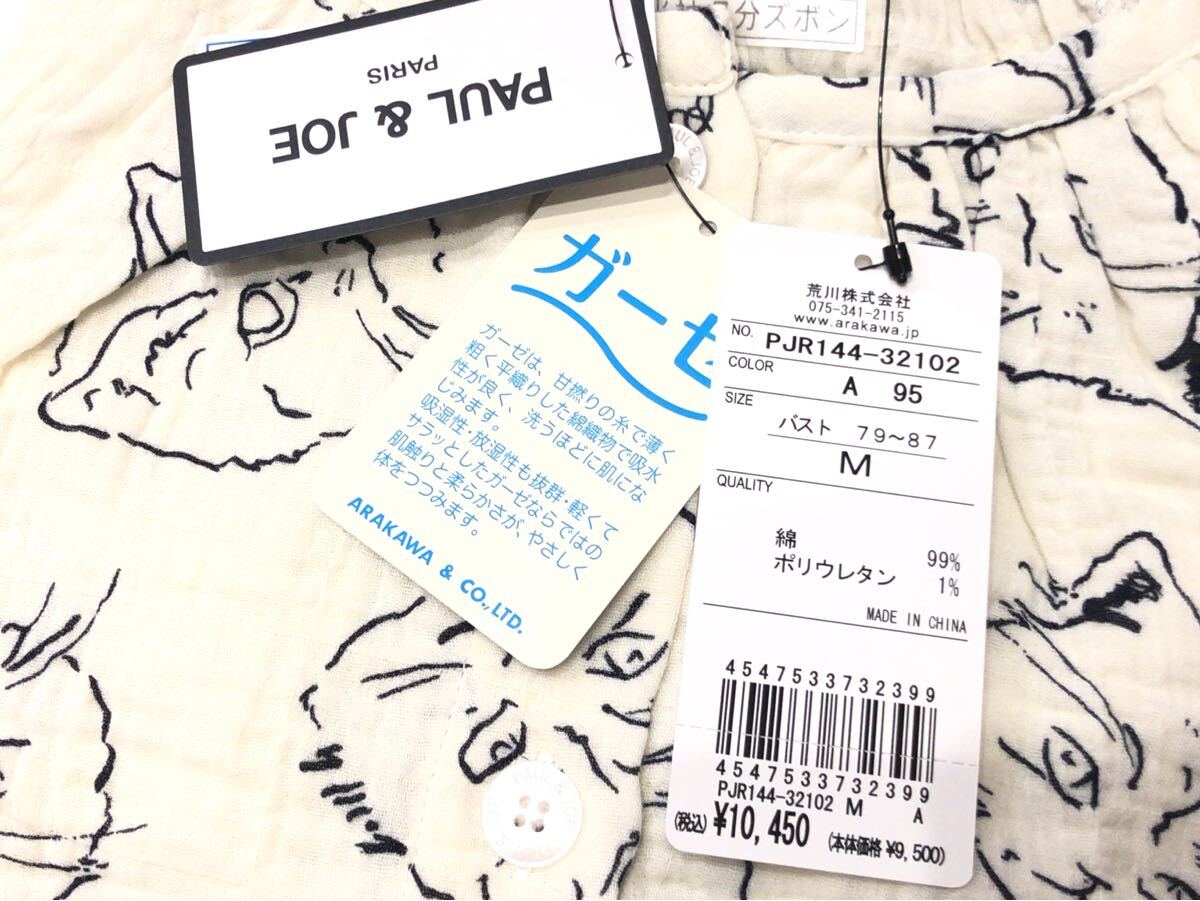 分ズボン
PAUL & JOE
PARIS
PAUL & JOE
ガーゼ
ガーゼは、甘撚りの糸で薄く
粗く平織りした綿織物で吸水
性が良く、洗うほどに肌にな
じみます。
吸湿性・放湿性も抜群・軽くて
サラッとしたガーゼならではの
肌触りと柔らかさが、やさしく
体をつつみます。
ARAKAWA & CO.,LTD.
荒川株式会社
075-341-2115
www.arakawa.jp
NO. PJR144-32102
COLOR
A 95
SIZE
バスト 79~87
M
QUALITY
綿 99%
ポリウレタン 1%
MADE IN CHINA
4547533732399
4547533732399
PJR144-32102 M A
(税込) ¥10,450 (本体価格 ¥9,500)
PAUL & JOE